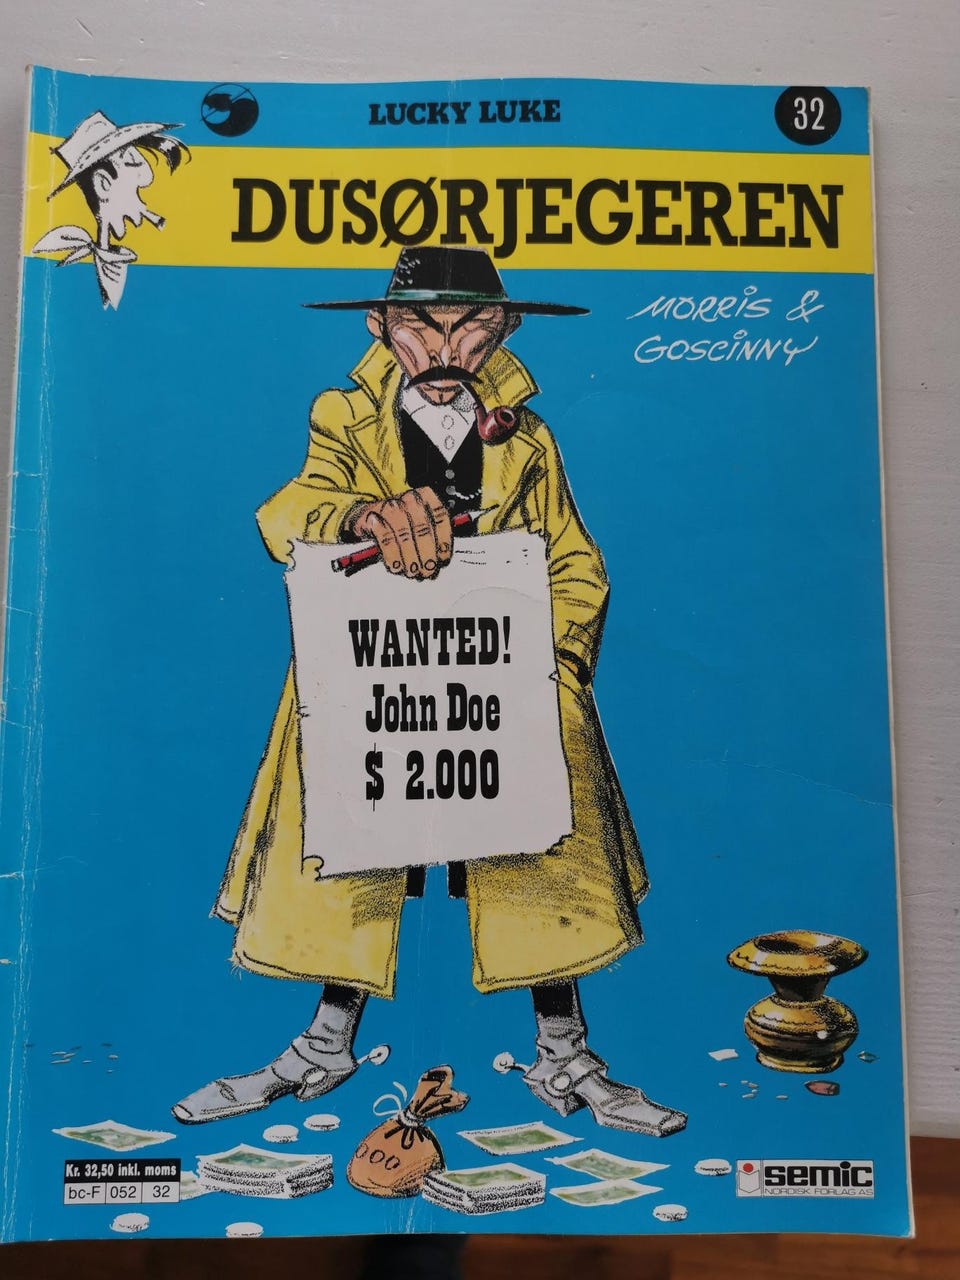 LUCKY LUKE
32
DUSØRJEGEREN
MORRIS &
GOSCINNY
WANTED!
John Doe
$ 2.000
000
Kr. 32,50 inkl. moms
bc-F 052 32
semic
NORDISK FORLAG AS